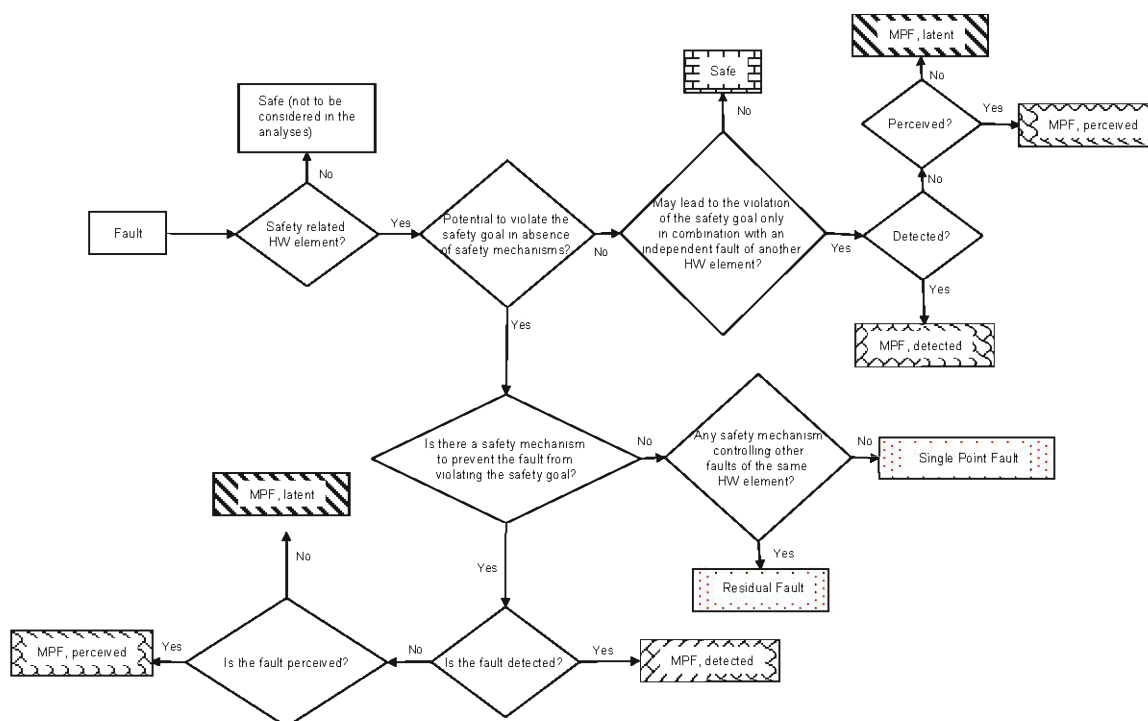 MPF, latent
Safe
No
No
Safe (not to be
considered in the
analyses)
Perceived?
Yes
MPF, perceived
No
No
Fault
Safety related
HW element?
Yes
Potential to violate the
safety goal in absence
of safety mechanisms?
No
May lead to the violation
of the safety goal only
in combination with an
independent fault of another
HW element?
Yes
Detected?
Yes
Yes
MPF, detected
Is there a safety mechanism
to prevent the fault from
violating the safety goal?
No
Any safety mechanism
controlling other
faults of the same
HW element?
No
Single Point Fault
MPF, latent
No
Yes
Yes
Residual Fault
MPF, perceived
Yes
Is the fault perceived?
No
Is the fault detected?
Yes
MPF, detected